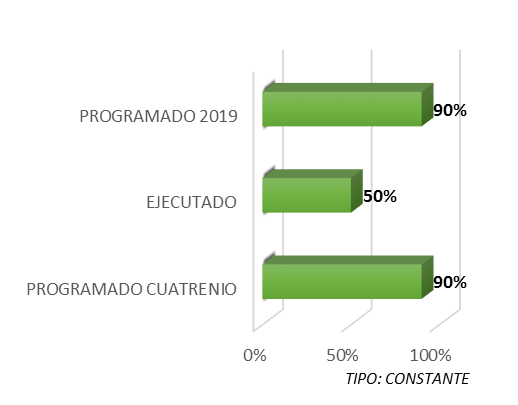 PROGRAMADO 2019
90%
EJECUTADO
50%
PROGRAMADO CUATRENIO
90%
0%
50%
100%
TIPO: CONSTANTE